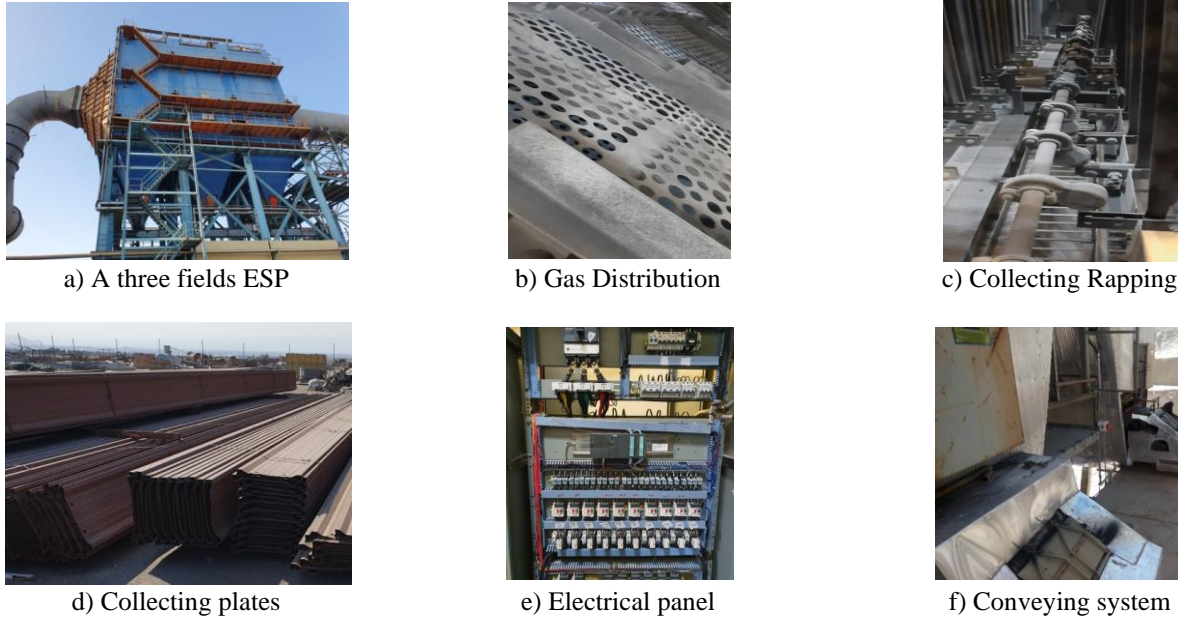 a) A three fields ESP
b) Gas Distribution
c) Collecting Rapping
d) Collecting plates
e) Electrical panel
f) Conveying system